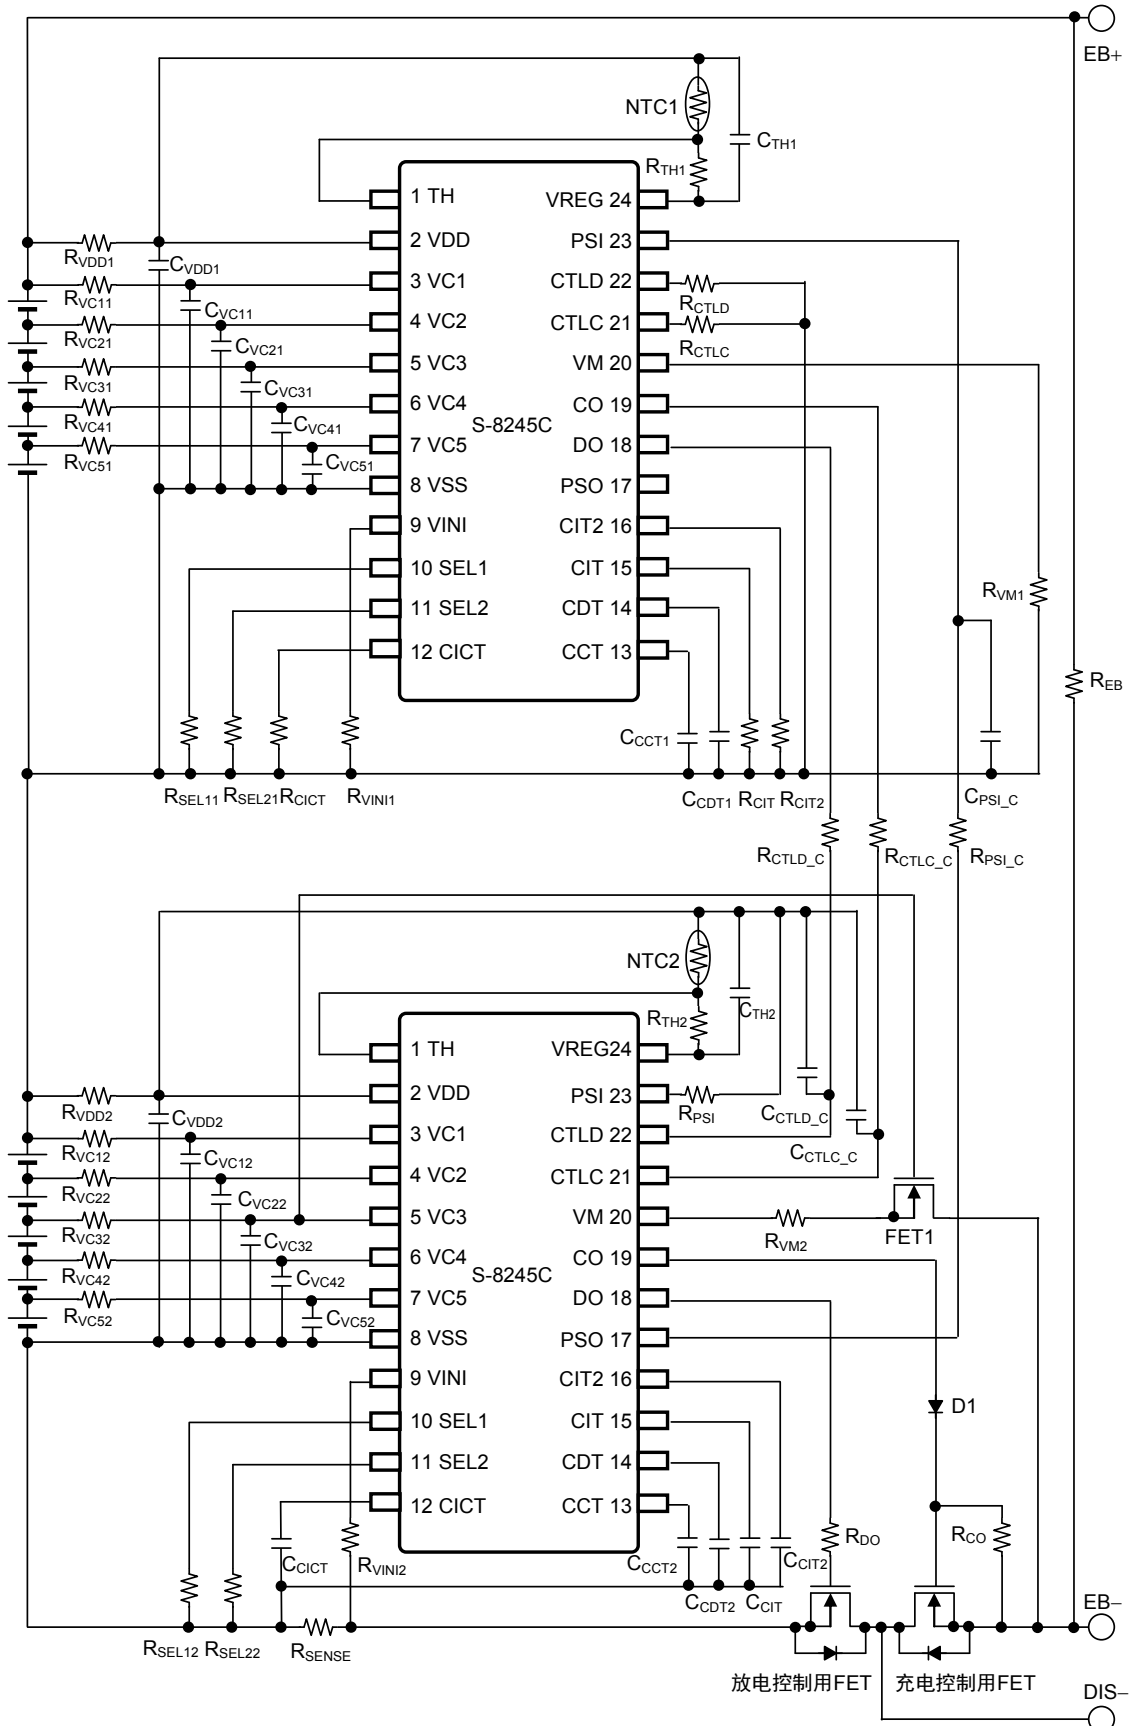 EB+
NTC1
CTH1
RTH1
1 TH
VREG 24
2 VDD
PSI 23
RVDD1
CVDD1
3 VC1
CTLD 22
RVC11
CVC11
RCTLD
4 VC2
CTLC 21
RVC21
CVC21
RCTLC
5 VC3
VM 20
RVC31
CVC31
6 VC4
CO 19
RVC41
CVC41
S-8245C
7 VC5
DO 18
RVC51
CVC51
8 VSS
PSO 17
9 VINI
CIT2 16
10 SEL1
CIT 15
RVM1
11 SEL2
CDT 14
12 CICT
CCT 13
REB
CCCT1
RSEL11
RSEL21
RCICT
RVINI1
CCDT1
RCIT
RCIT2
CPSI_C
RCTLD_C
RCTLC_C
RPSI_C
NTC2
CTH2
RTH2
1 TH
VREG24
2 VDD
PSI 23
RVDD2
CVDD2
RPSI
CCTLD_C
3 VC1
CTLD 22
RVC12
CVC12
CCTLC_C
4 VC2
CTLC 21
RVC22
CVC22
5 VC3
VM 20
RVC32
CVC32
RVM2
FET1
6 VC4
CO 19
RVC42
CVC42
S-8245C
7 VC5
DO 18
RVC52
CVC52
8 VSS
PSO 17
9 VINI
CIT2 16
D1
10 SEL1
CIT 15
11 SEL2
CDT 14
12 CICT
CCT 13
RDO
RCO
CCICT
RVINI2
CCCT2
CCIT2
CCDT2
CCIT
EB−
RSEL12
RSEL22
RSENSE
放电控制用FET
充电控制用FET
DIS−